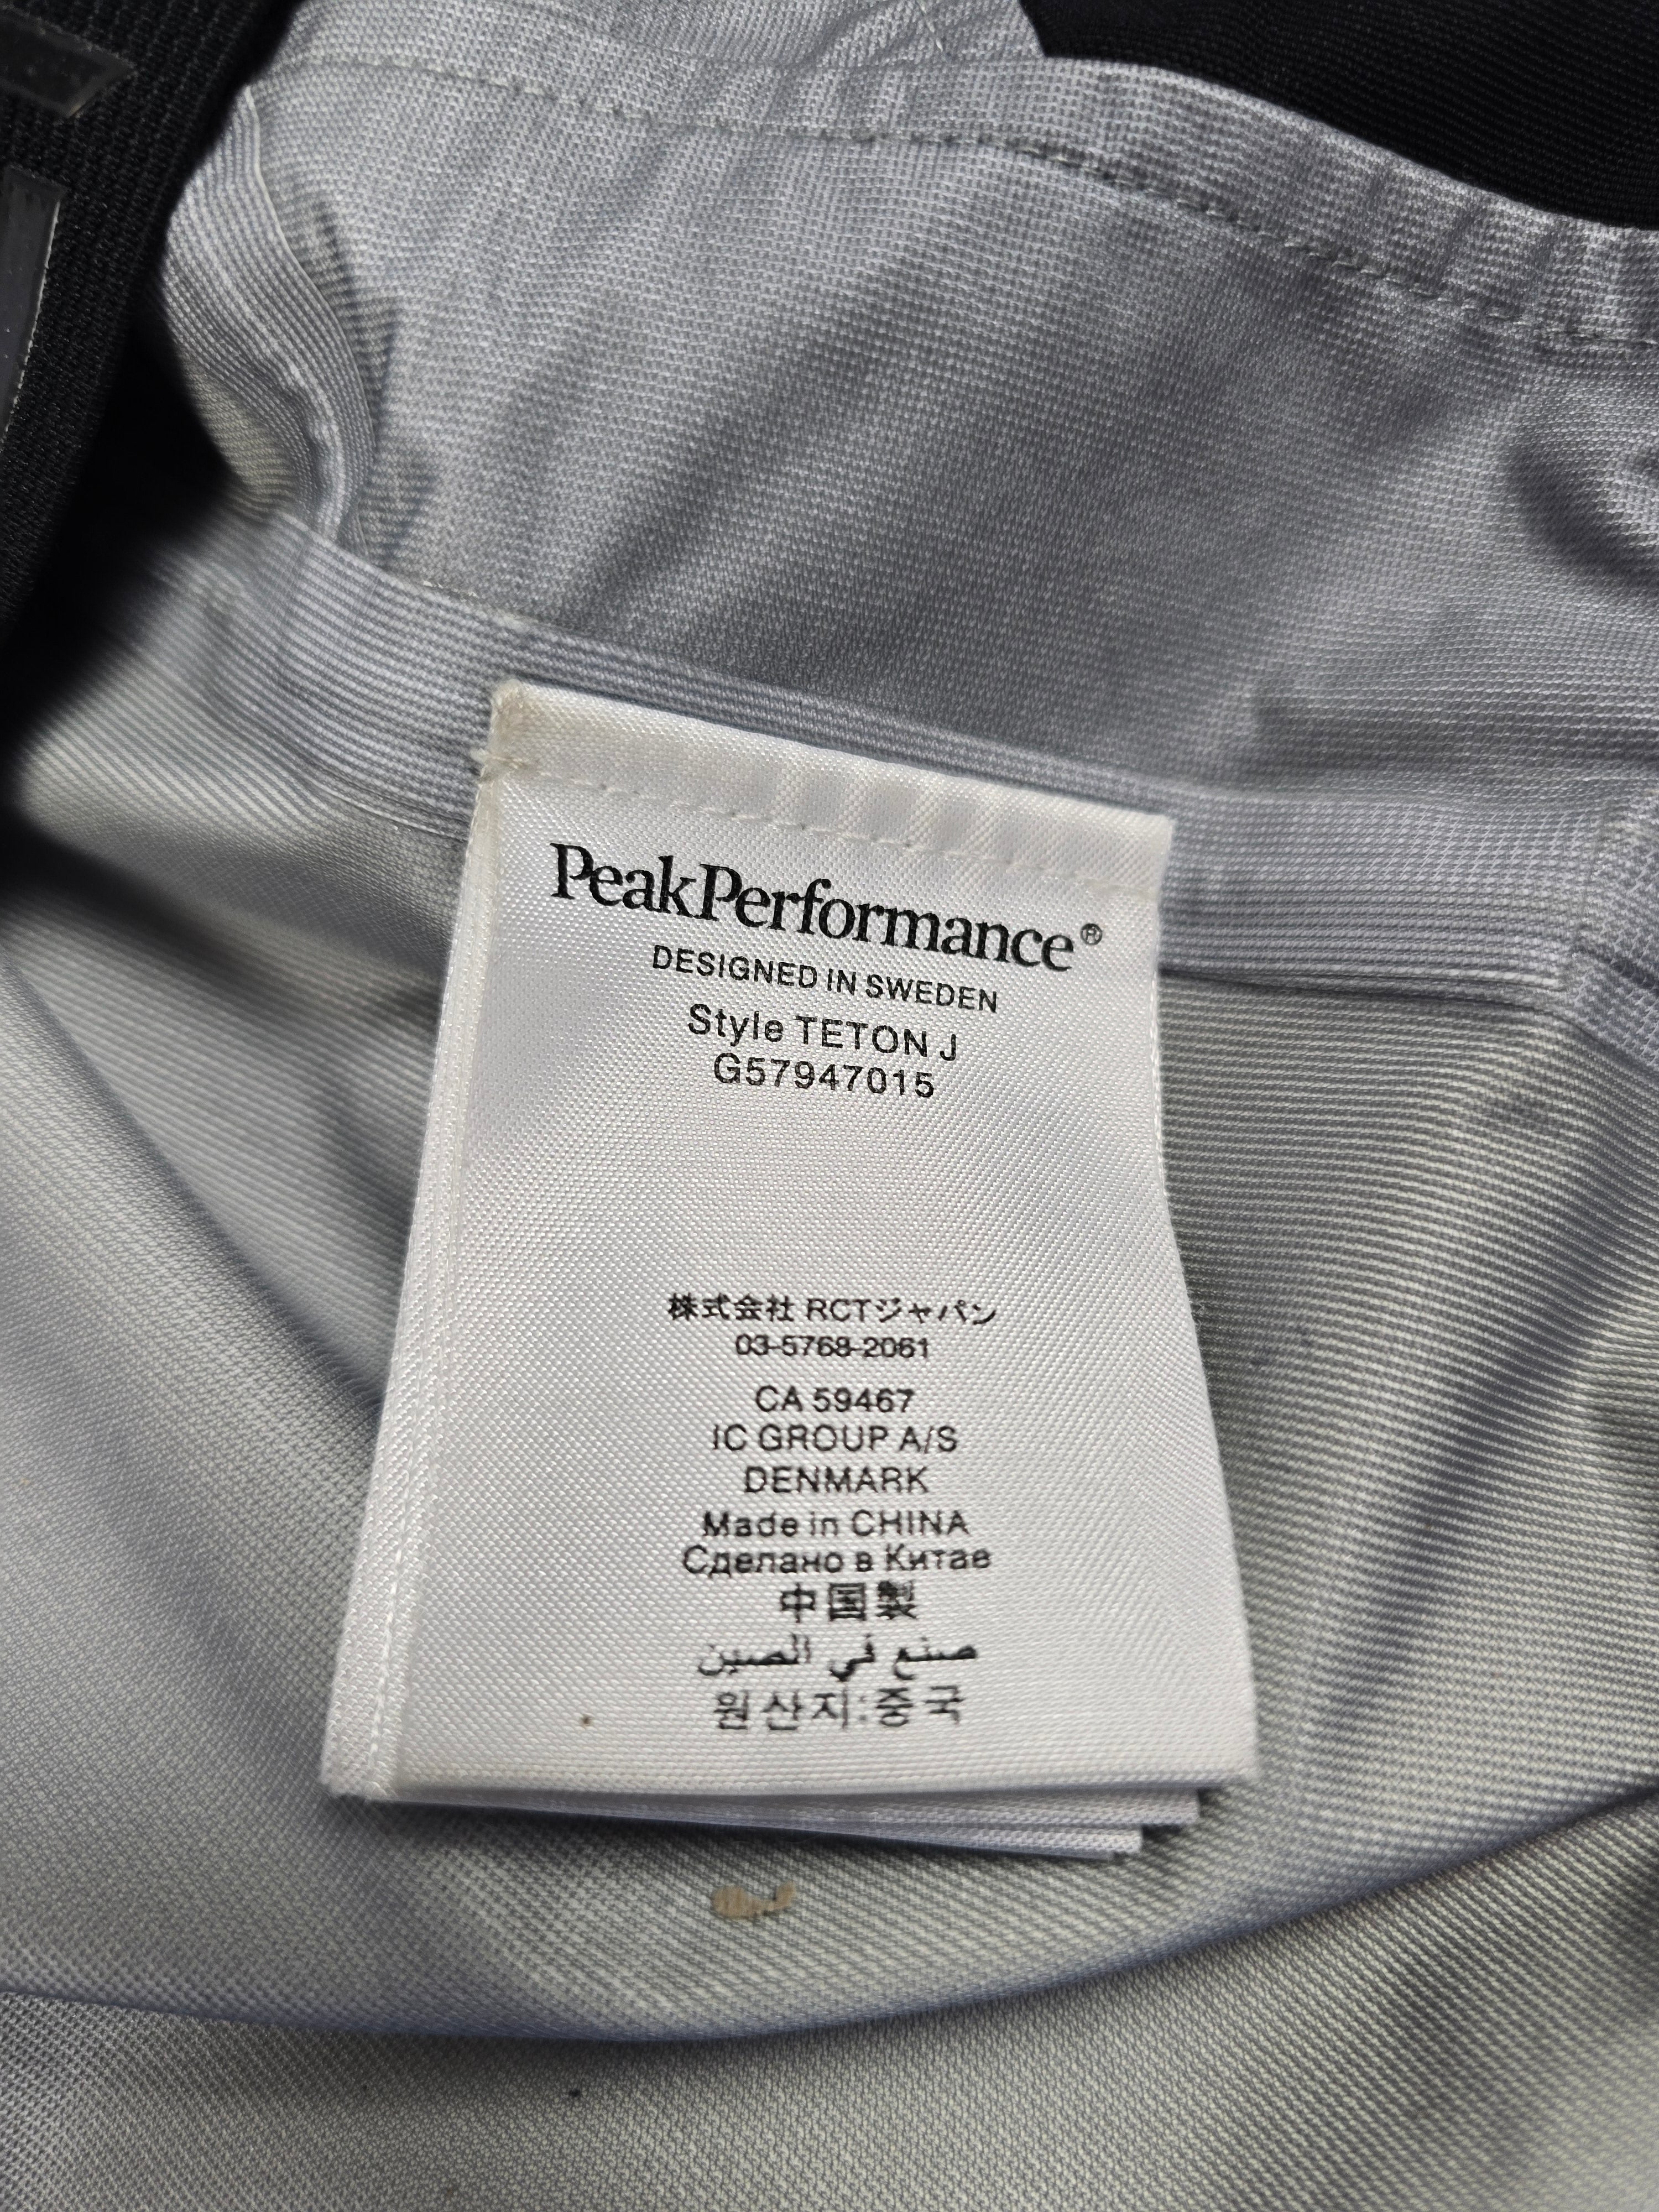 PeakPerformance®
DESIGNED IN SWEDEN
Style TETON J
G57947015
株式会社 RCTジャパン
03-5768-2061
CA 59467
IC GROUP A/S
DENMARK
Made in CHINA
Сделано в Китае
中国製
صنع في الصين
원산지:중국